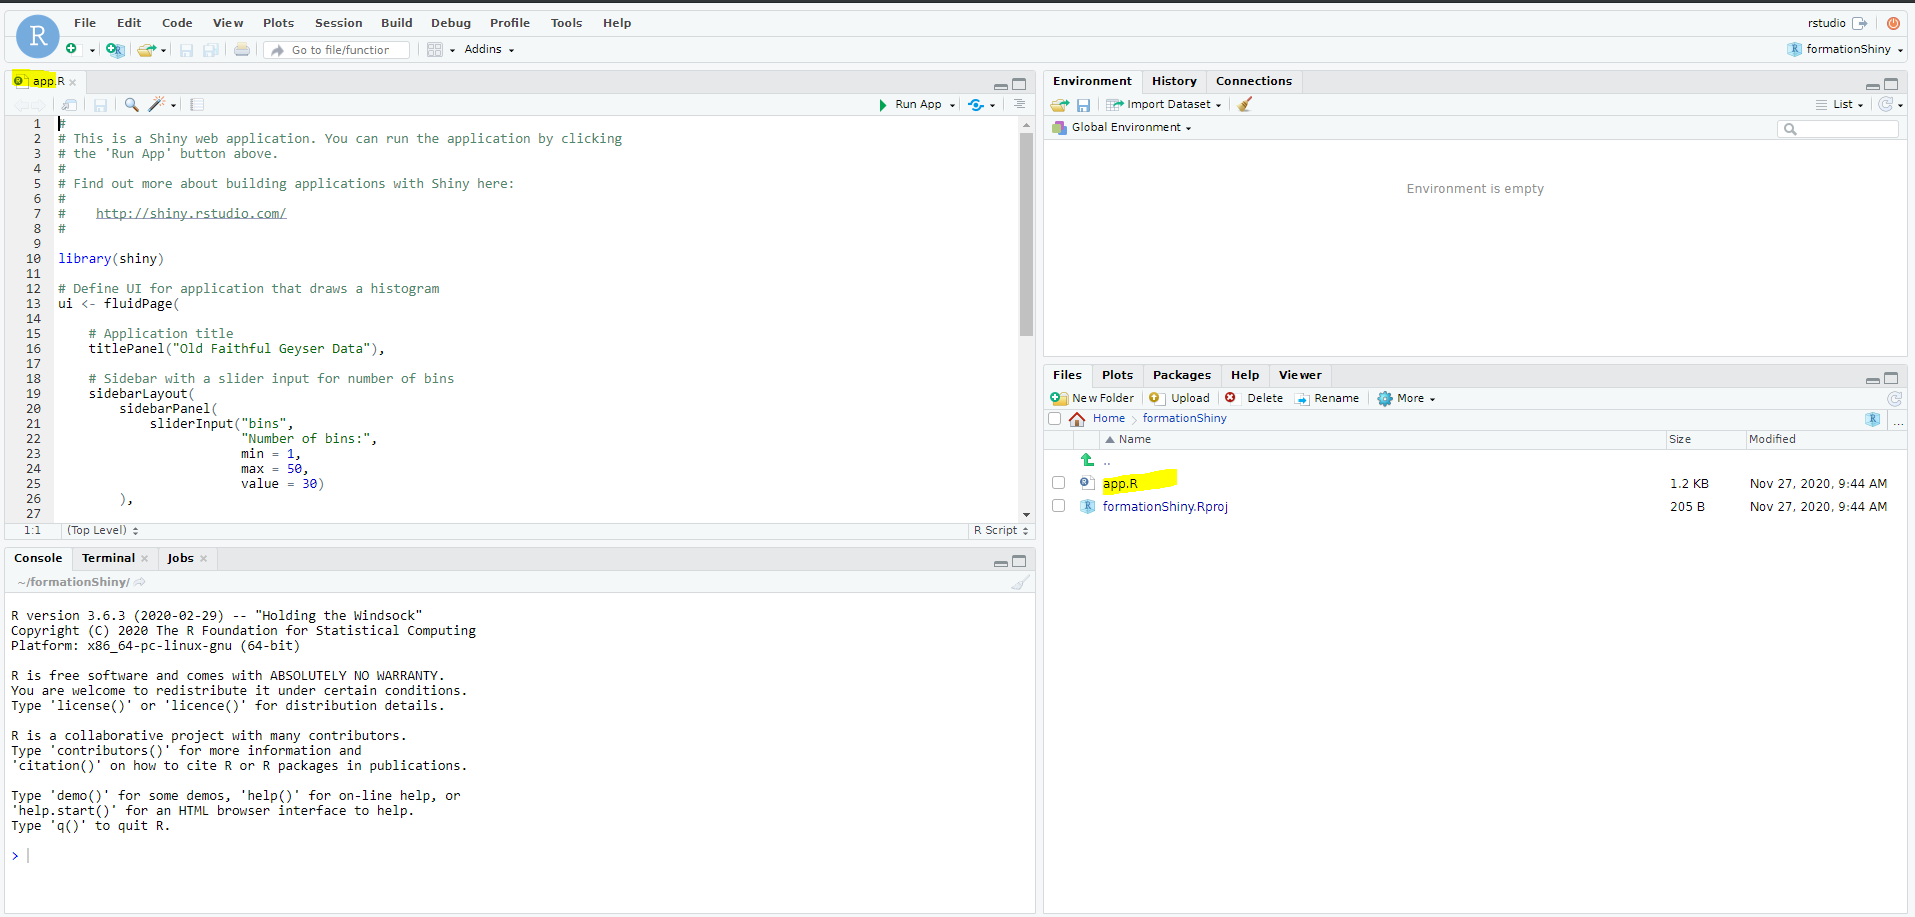 File Edit Code View Plots Session Build Debug Profile Tools Help
rstudio
R
Go to file/function
Addins
formationShiny
app.R
Run App
1 #
2 # This is a Shiny web application. You can run the application by clicking
3 # the 'Run App' button above.
4 #
5 # Find out more about building applications with Shiny here:
6 #
7 #    http://shiny.rstudio.com/
8 #
9
10 library(shiny)
11
12 # Define UI for application that draws a histogram
13 ui <- fluidPage(
14
15     # Application title
16     titlePanel("Old Faithful Geyser Data"),
17
18     # Sidebar with a slider input for number of bins
19     sidebarLayout(
20         sidebarPanel(
21             sliderInput("bins",
22                         "Number of bins:",
23                         min = 1,
24                         max = 50,
25                         value = 30)
26         ),
27
1:1 (Top Level) R Script
Console Terminal Jobs
~/formationShiny/
R version 3.6.3 (2020-02-29) -- "Holding the Windsock"
Copyright (C) 2020 The R Foundation for Statistical Computing
Platform: x86_64-pc-linux-gnu (64-bit)
R is free software and comes with ABSOLUTELY NO WARRANTY.
You are welcome to redistribute it under certain conditions.
Type 'license()' or 'licence()' for distribution details.
R is a collaborative project with many contributors.
Type 'contributors()' for more information and
'citation()' on how to cite R or R packages in publications.
Type 'demo()' for some demos, 'help()' for on-line help, or
'help.start()' for an HTML browser interface to help.
Type 'q()' to quit R.
>
Environment History Connections
Import Dataset
List
Global Environment
Environment is empty
Files Plots Packages Help Viewer
New Folder Upload Delete Rename More
Home formationShiny
...
Name Size Modified
..
app.R 1.2 KB Nov 27, 2020, 9:44 AM
formationShiny.Rproj 205 B Nov 27, 2020, 9:44 AM